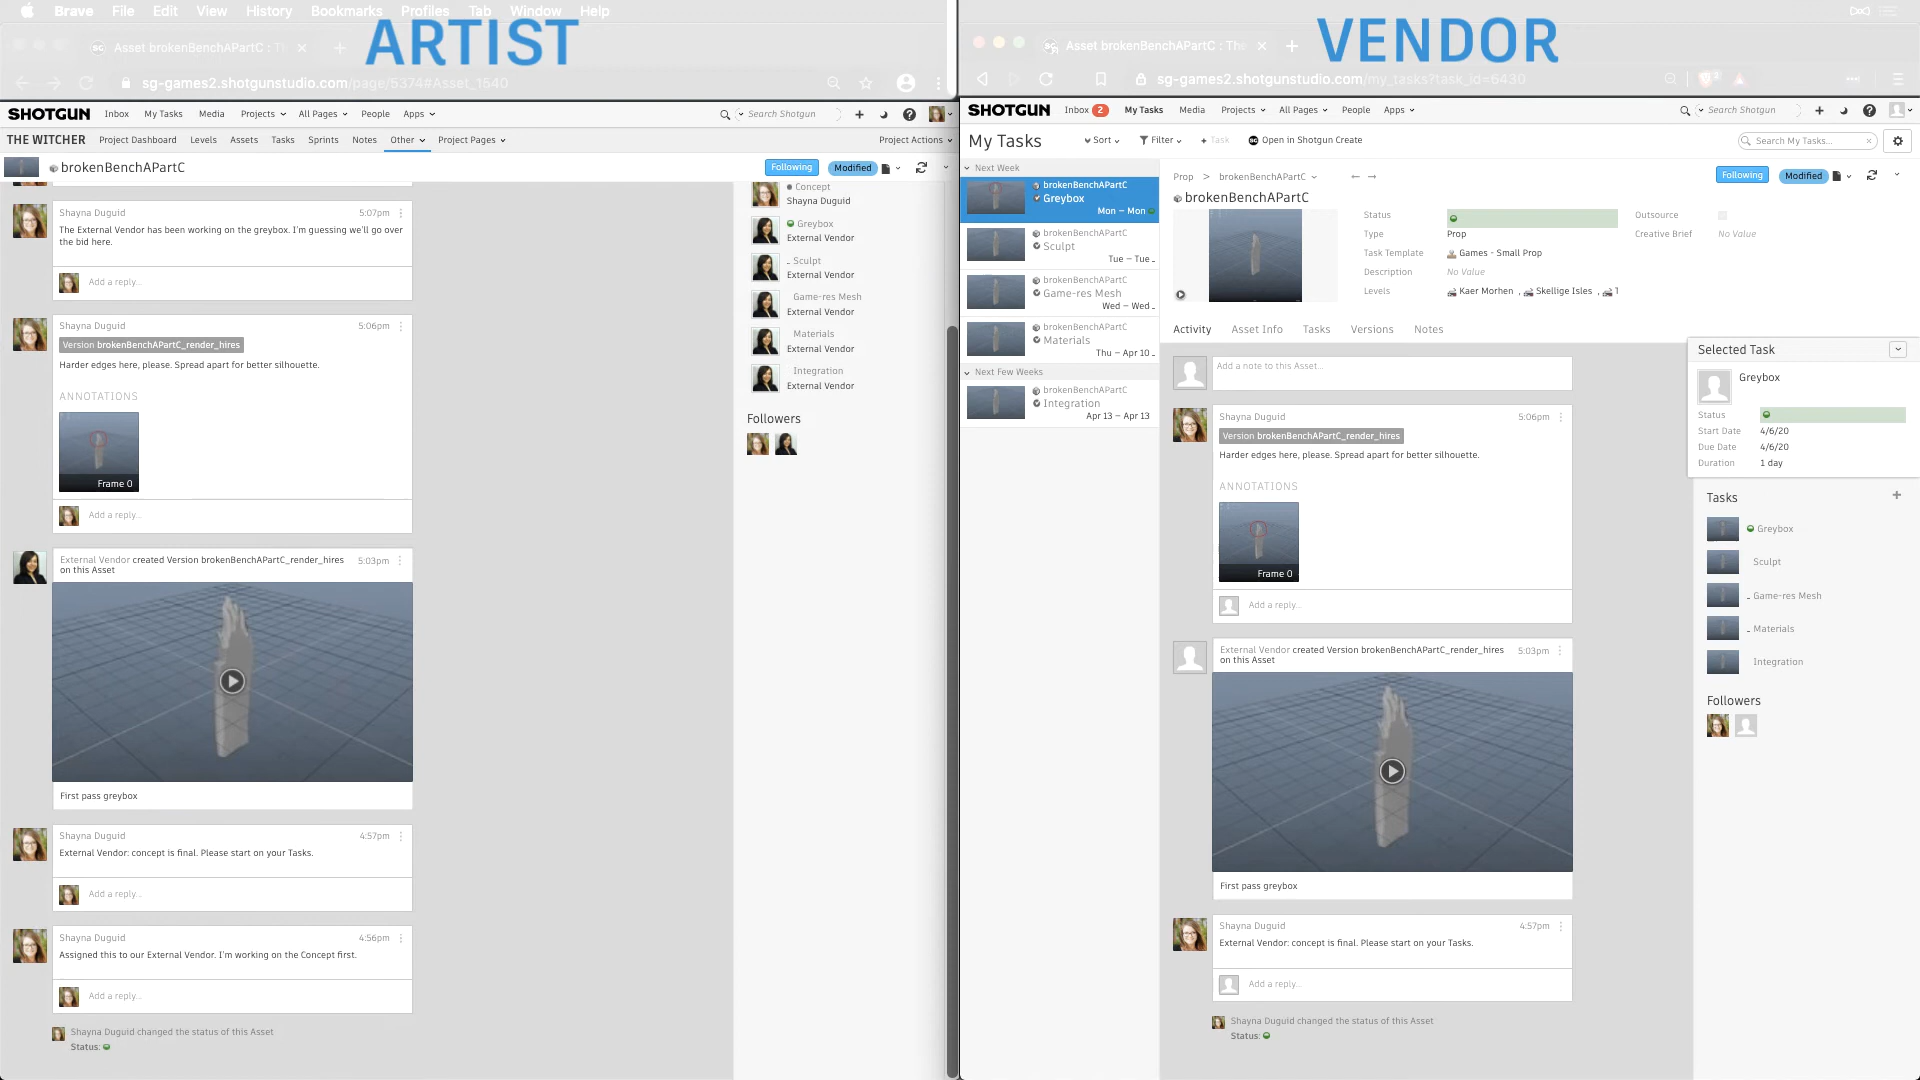 Brave File Edit View History Bookmarks Profiles Tab Window Help
ARTIST
Asset brokenBenchAPartC : Th
sg-games2.shotgunstudio.com/page/5374#Asset_1540
SHOTGUN Inbox My Tasks Media Projects All Pages People Apps Search Shotgun
THE WITCHER Project Dashboard Levels Assets Tasks Sprints Notes Other Project Pages Project Actions
brokenBenchAPartC Following Modified
Shayna Duguid 5:07pm
The External Vendor has been working on the greybox. I'm guessing we'll go over
the bid here.
Add a reply...
Shayna Duguid 5:06pm
Version brokenBenchAPartC_render_hires
Harder edges here, please. Spread apart for better silhouette.
ANNOTATIONS
Frame 0
Add a reply...
External Vendor created Version brokenBenchAPartC_render_hires 5:03pm
on this Asset
First pass greybox
Shayna Duguid 4:57pm
External Vendor: concept is final. Please start on your Tasks.
Add a reply...
Shayna Duguid 4:56pm
Assigned this to our External Vendor. I'm working on the Concept first.
Add a reply...
Shayna Duguid changed the status of this Asset
Status:
Concept
Shayna Duguid
Greybox
External Vendor
Sculpt
External Vendor
Game-res Mesh
External Vendor
Materials
External Vendor
Integration
External Vendor
Followers
VENDOR
Asset brokenBenchAPartC : The
sg-games2.shotgunstudio.com/my_tasks?task_id=6430
SHOTGUN Inbox 2 My Tasks Media Projects All Pages People Apps Search Shotgun
My Tasks Sort Filter + Task Open in Shotgun Create Search My Tasks...
Next Week
brokenBenchAPartC
Greybox
Mon – Mon
brokenBenchAPartC
Sculpt
Tue – Tue
brokenBenchAPartC
Game-res Mesh
Wed – Wed
brokenBenchAPartC
Materials
Thu – Apr 10
Next Few Weeks
brokenBenchAPartC
Integration
Apr 13 – Apr 13
Prop > brokenBenchAPartC Following Modified
brokenBenchAPartC
Status
Type Prop
Task Template Games - Small Prop
Description No Value
Levels Kaer Morhen , Skellige Isles , T
Outsource
Creative Brief No Value
Activity Asset Info Tasks Versions Notes
Add a note to this Asset...
Shayna Duguid 5:06pm
Version brokenBenchAPartC_render_hires
Harder edges here, please. Spread apart for better silhouette.
ANNOTATIONS
Frame 0
Add a reply...
External Vendor created Version brokenBenchAPartC_render_hires 5:03pm
on this Asset
First pass greybox
Shayna Duguid 4:57pm
External Vendor: concept is final. Please start on your Tasks.
Add a reply...
Shayna Duguid changed the status of this Asset
Status:
Selected Task
Greybox
Status
Start Date 4/6/20
Due Date 4/6/20
Duration 1 day
Tasks
Greybox
Sculpt
Game-res Mesh
Materials
Integration
Followers